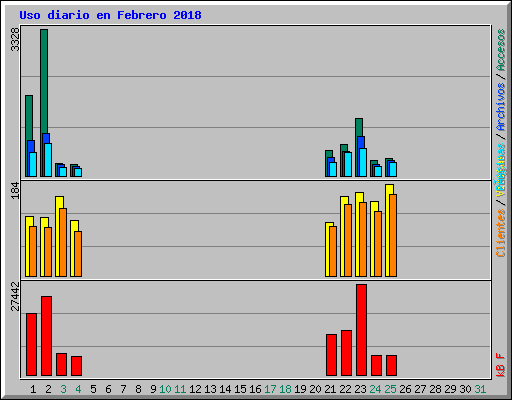 Uso diario en Febrero 2018
3328
184
27442
Accesos
/
Archivos
/
/
Clientes
kB F
1 2 3 4 5 6 7 8 9 10 11 12 13 14 15 16 17 18 19 20 21 22 23 24 25 26 27 28 29 30 31